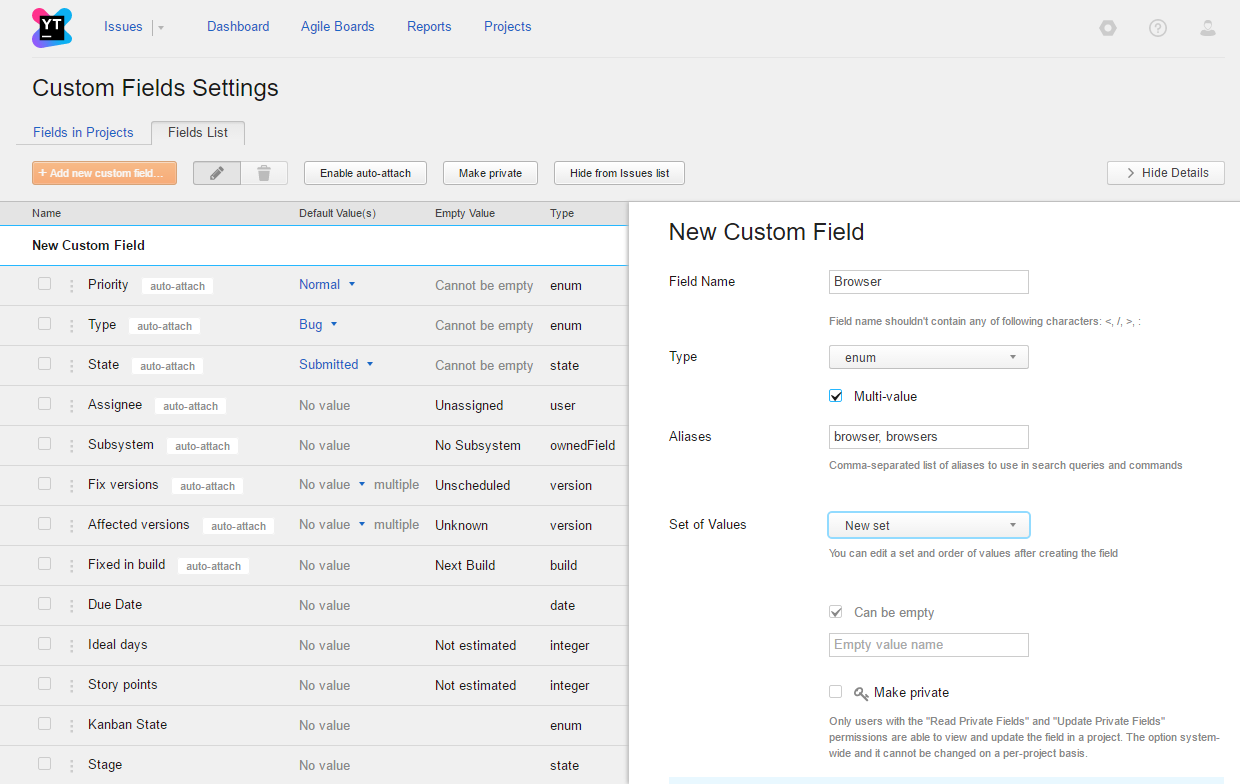 YT
Issues Dashboard Agile Boards Reports Projects
Custom Fields Settings
Fields in Projects Fields List
+ Add new custom field... Enable auto-attach Make private Hide from Issues list Hide Details
Name Default Value(s) Empty Value Type
New Custom Field
Priority auto-attach Normal Cannot be empty enum
Type auto-attach Bug Cannot be empty enum
State auto-attach Submitted Cannot be empty state
Assignee auto-attach No value Unassigned user
Subsystem auto-attach No value No Subsystem ownedField
Fix versions auto-attach No value multiple Unscheduled version
Affected versions auto-attach No value multiple Unknown version
Fixed in build auto-attach No value Next Build build
Due Date No value date
Ideal days No value Not estimated integer
Story points No value Not estimated integer
Kanban State No value enum
Stage No value state
New Custom Field
Field Name Browser
Field name shouldn't contain any of following characters: <, /, >, :
Type enum
Multi-value
Aliases browser, browsers
Comma-separated list of aliases to use in search queries and commands
Set of Values New set
You can edit a set and order of values after creating the field
Can be empty
Empty value name
Make private
Only users with the "Read Private Fields" and "Update Private Fields"
permissions are able to view and update the field in a project. The option system-
wide and it cannot be changed on a per-project basis.